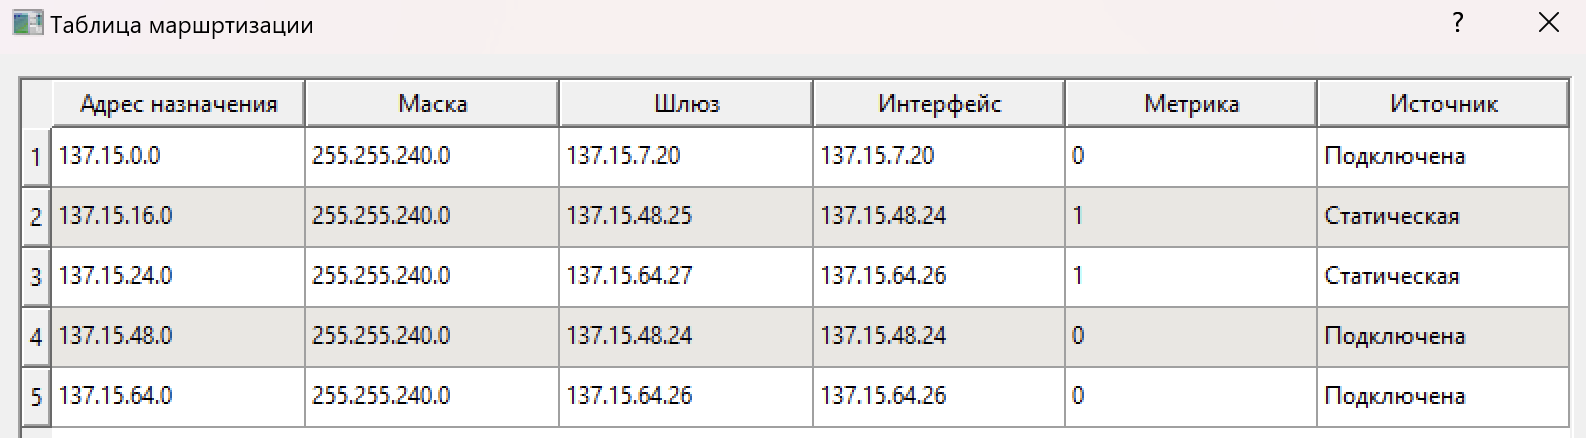 Таблица маршртизации
?
Адрес назначения Маска Шлюз Интерфейс Метрика Источник
1 137.15.0.0 255.255.240.0 137.15.7.20 137.15.7.20 0 Подключена
2 137.15.16.0 255.255.240.0 137.15.48.25 137.15.48.24 1 Статическая
3 137.15.24.0 255.255.240.0 137.15.64.27 137.15.64.26 1 Статическая
4 137.15.48.0 255.255.240.0 137.15.48.24 137.15.48.24 0 Подключена
5 137.15.64.0 255.255.240.0 137.15.64.26 137.15.64.26 0 Подключена